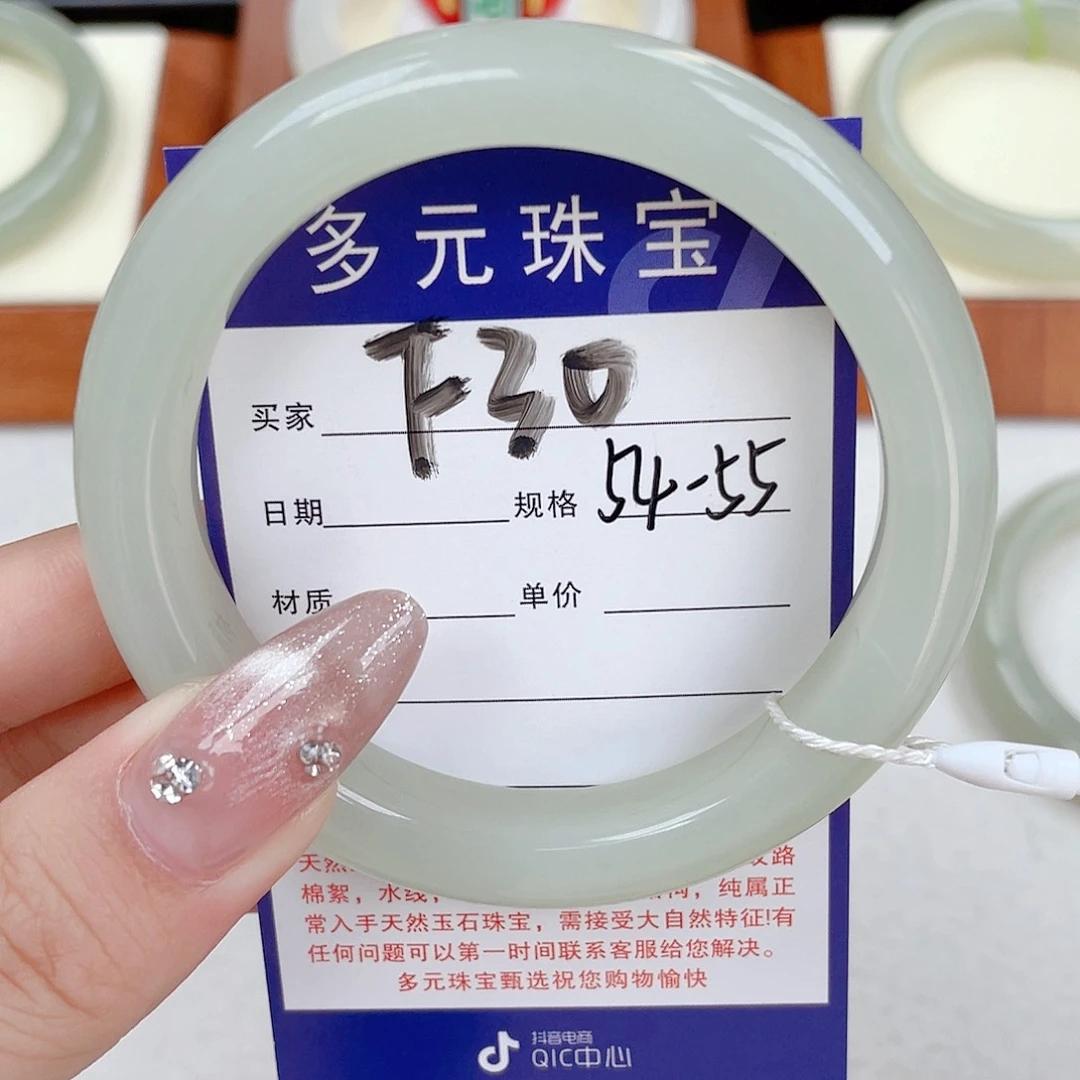 多元珠宝
买家 F30
日期 规格 54-55
材质 单价
天然 纹路
棉絮，水线， 纯属正
常入手天然玉石珠宝，需接受大自然特征!有
任何问题可以第一时间联系客服给您解决。
多元珠宝甄选祝您购物愉快
抖音电商
QIC中心